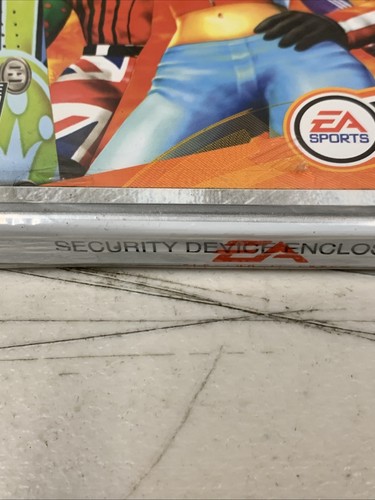 EA
SPORTS
SECURITY DEVICE ENCLOS
EA